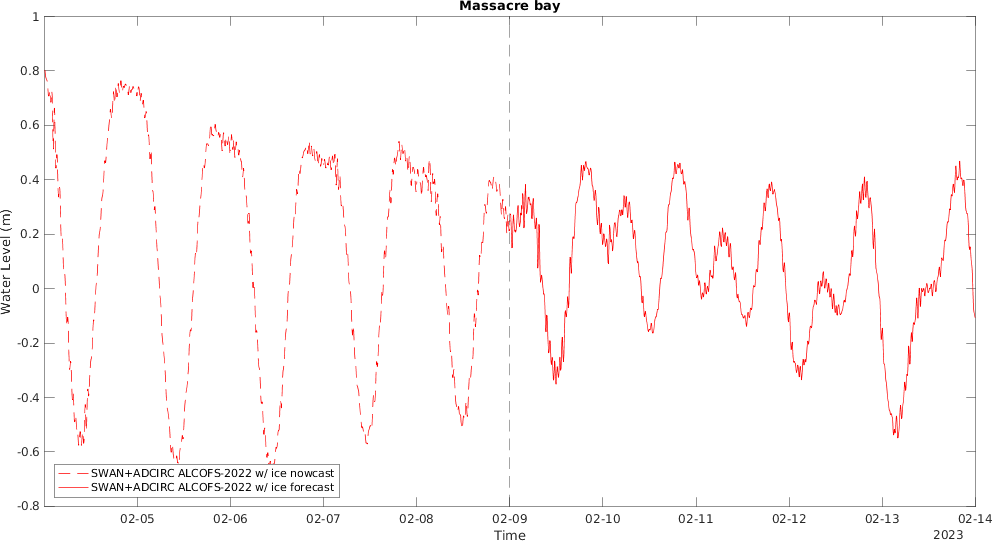 Massacre bay
Water Level (m)
1
0.8
0.6
0.4
0.2
0
-0.2
-0.4
-0.6
-0.8
SWAN+ADCIRC ALCOFS-2022 w/ ice nowcast
SWAN+ADCIRC ALCOFS-2022 w/ ice forecast
02-05 02-06 02-07 02-08 02-09 02-10 02-11 02-12 02-13 02-14
Time
2023